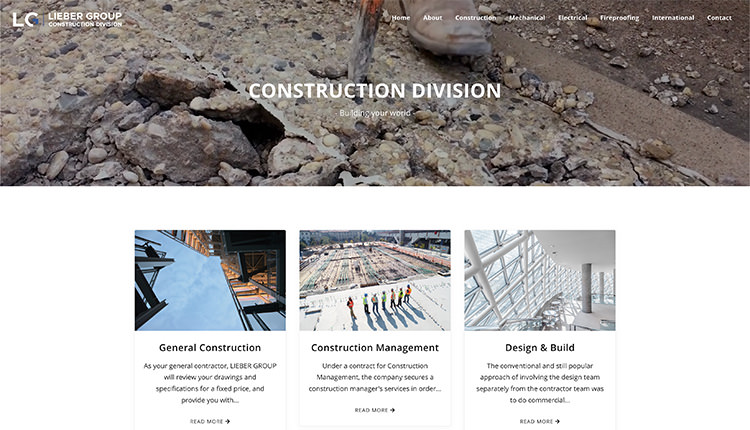 LC LIEBER GROUP
CONSTRUCTION DIVISION
Home About Construction Mechanical Electrical Fireproofing International Contact
CONSTRUCTION DIVISION
- Building your world -
General Construction
As your general contractor, LIEBER GROUP
will review your drawings and
specifications for a fixed price, and
provide you with...
READ MORE →
Construction Management
Under a contract for Construction
Management, the company secures a
construction manager's services in order...
READ MORE →
Design & Build
The conventional and still popular
approach of involving the design team
separately from the contractor team was
to do commercial...
READ MORE →